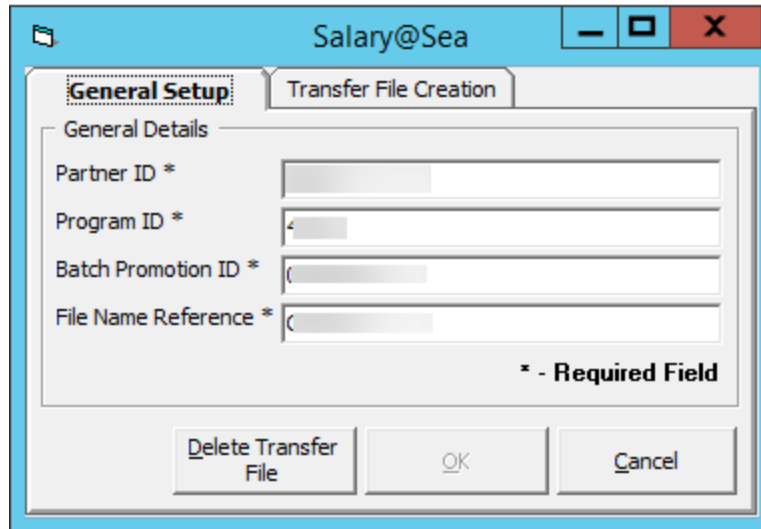 Salary@Sea
General Setup
Transfer File Creation
General Details
Partner ID *
Program ID *
Batch Promotion ID *
File Name Reference *
* - Required Field
Delete Transfer
File
OK
Cancel